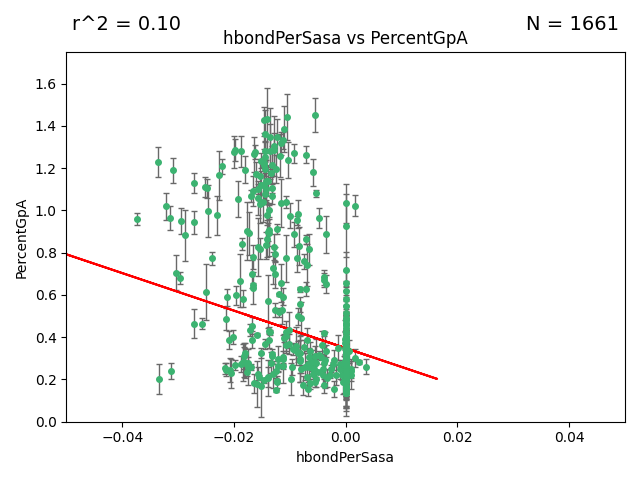 r^2 = 0.10
N = 1661
hbondPerSasa vs PercentGpA
PercentGpA
1.6
1.4
1.2
1.0
0.8
0.6
0.4
0.2
0.0
−0.04
−0.02
0.00
0.02
0.04
hbondPerSasa